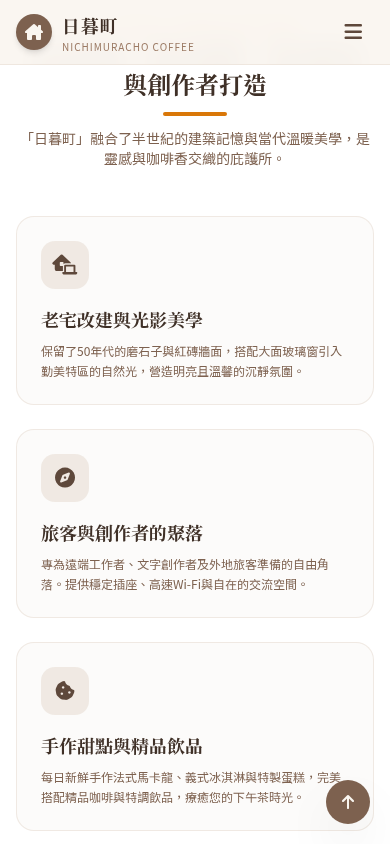 日暮町
NICHIMURACHO COFFEE
與創作者打造
「日暮町」融合了半世紀的建築記憶與當代溫暖美學，是
靈感與咖啡香交織的庇護所。
老宅改建與光影美學
保留了50年代的磨石子與紅磚牆面，搭配大面玻璃窗引入
勤美特區的自然光，營造明亮且溫馨的沉靜氛圍。
旅客與創作者的聚落
專為遠端工作者、文字創作者及外地旅客準備的自由角
落。提供穩定插座、高速Wi-Fi與自在的交流空間。
手作甜點與精品飲品
每日新鮮手作法式馬卡龍、義式冰淇淋與特製蛋糕，完美
搭配精品咖啡與特調飲品，療癒您的下午茶時光。